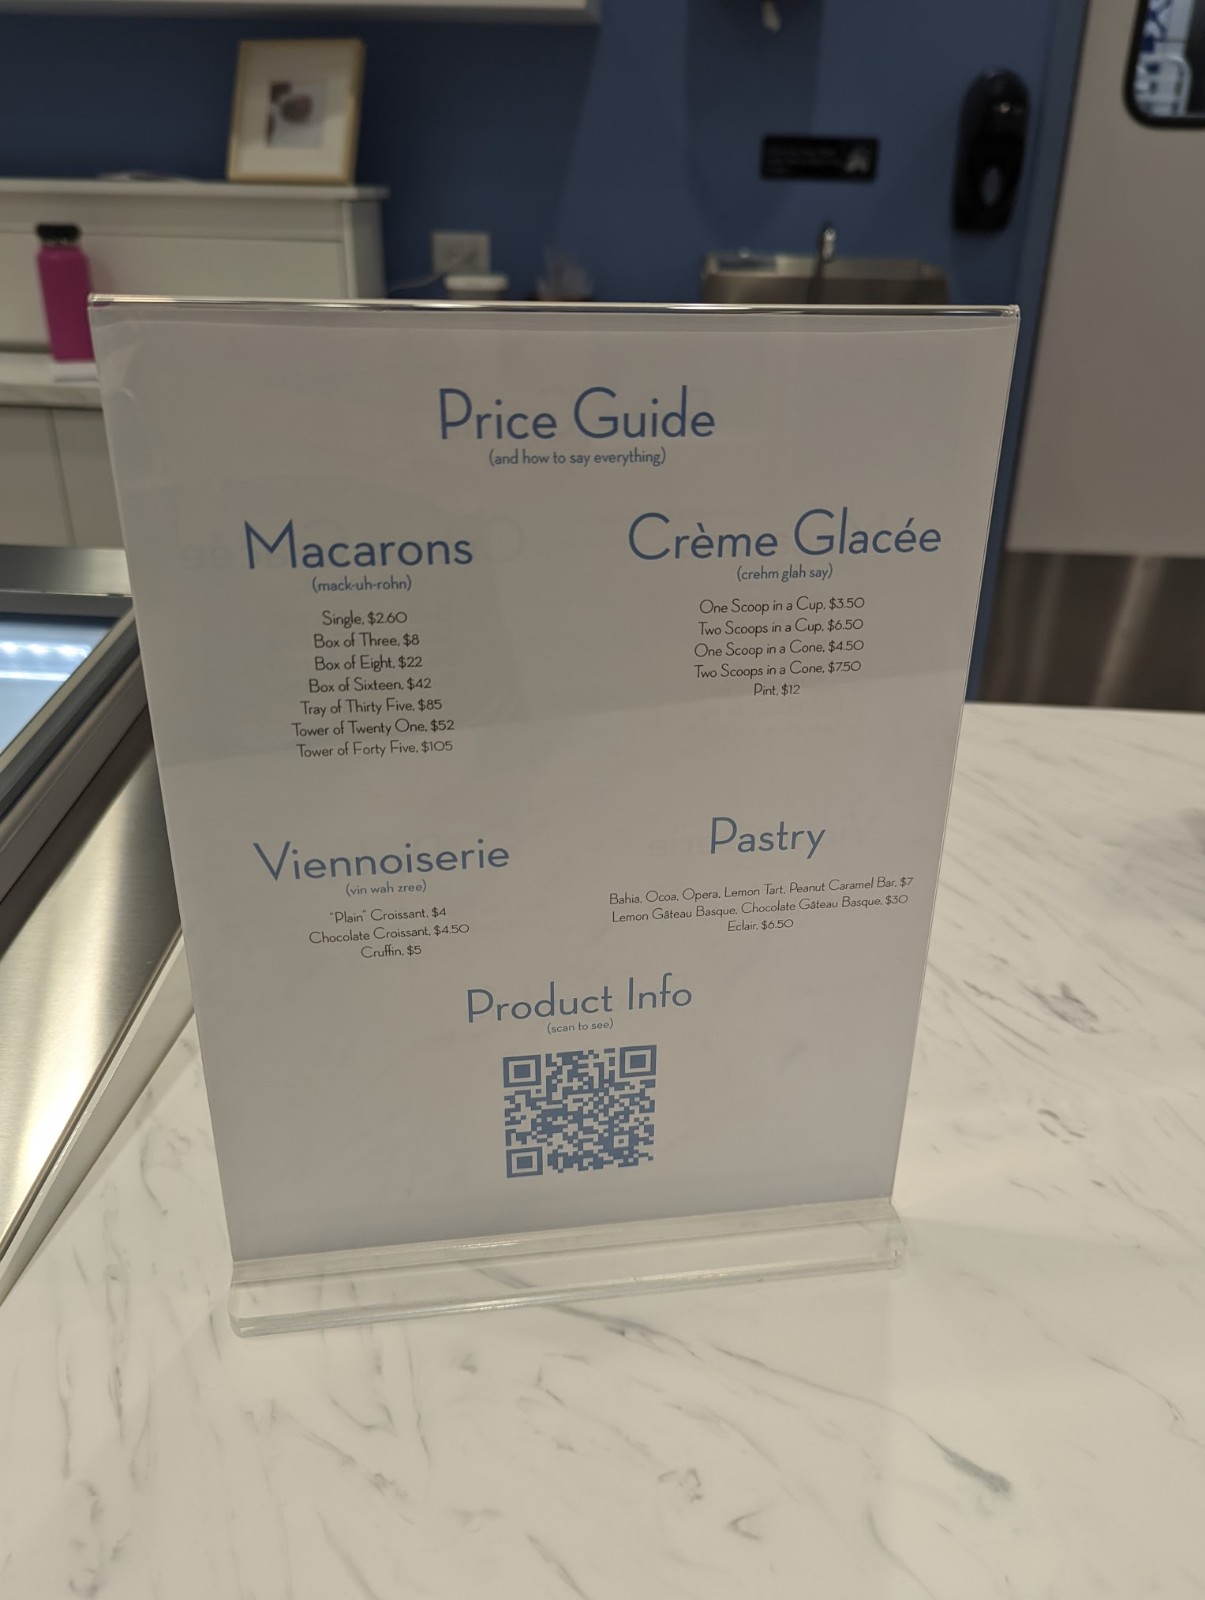 Price Guide
(and how to say everything)
Macarons
(mack-uh-rohn)
Single, $2.60
Box of Three, $8
Box of Eight, $22
Box of Sixteen, $42
Tray of Thirty Five, $85
Tower of Twenty One, $52
Tower of Forty Five, $105
Crème Glacée
(crehm glah say)
One Scoop in a Cup, $3.50
Two Scoops in a Cup, $6.50
One Scoop in a Cone, $4.50
Two Scoops in a Cone, $7.50
Pint, $12
Viennoiserie
(vin wah zree)
"Plain" Croissant, $4
Chocolate Croissant, $4.50
Cruffin, $5
Pastry
Bahia, Ocoa, Opera, Lemon Tart, Peanut Caramel Bar, $7
Lemon Gâteau Basque, Chocolate Gâteau Basque, $30
Eclair, $6.50
Product Info
(scan to see)